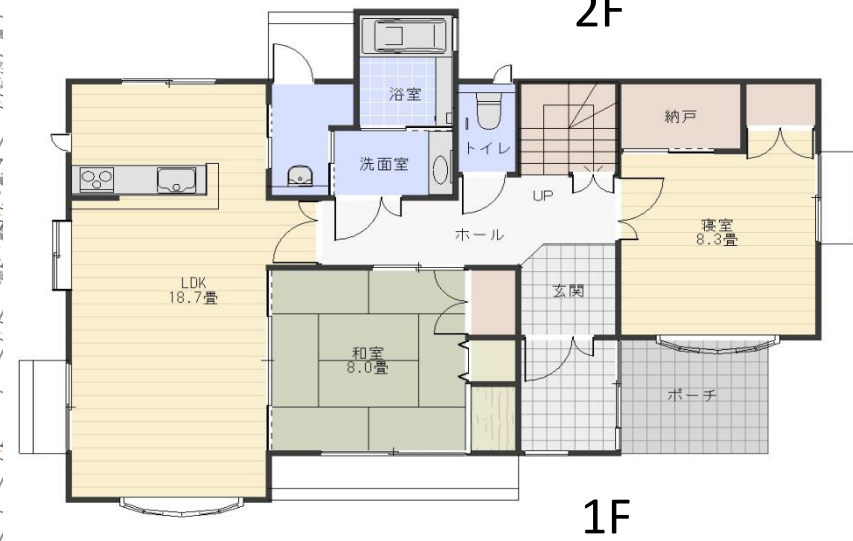 2F
浴室
納戸
トイレ
洗面室
UP
寝室
8.3畳
ホール
LDK
18.7畳
玄関
和室
8.0畳
ポーチ
1F